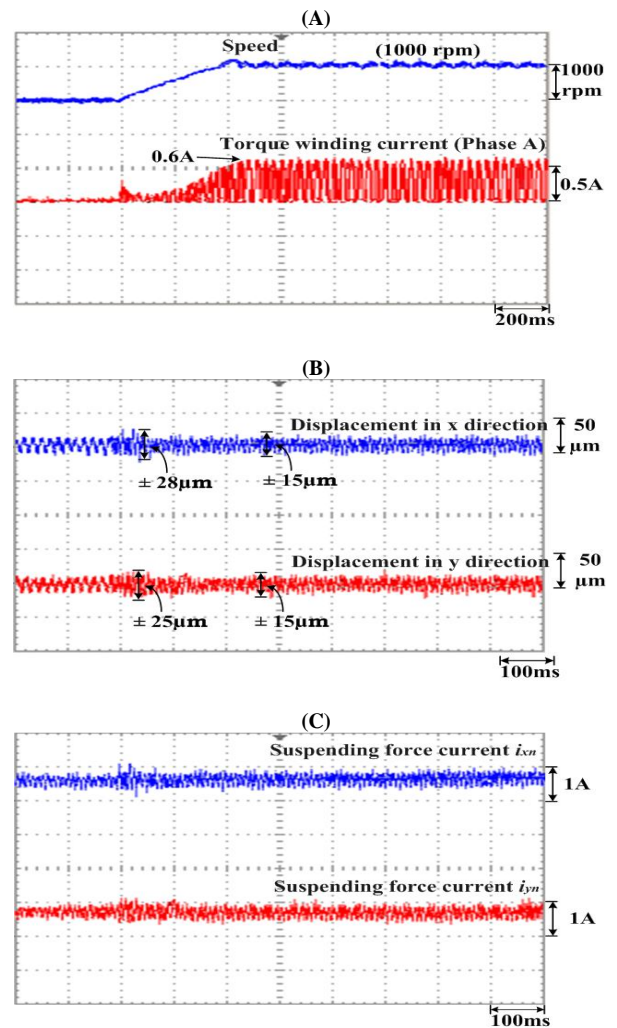 (A)
Speed
(1000 rpm)
1000
rpm
Torque winding current (Phase A)
0.6A
0.5A
200ms
(B)
Displacement in x direction
50
µm
± 28µm
± 15µm
Displacement in y direction
50
µm
± 25µm
± 15µm
100ms
(C)
Suspending force current ixn
1A
Suspending force current iyn
1A
100ms